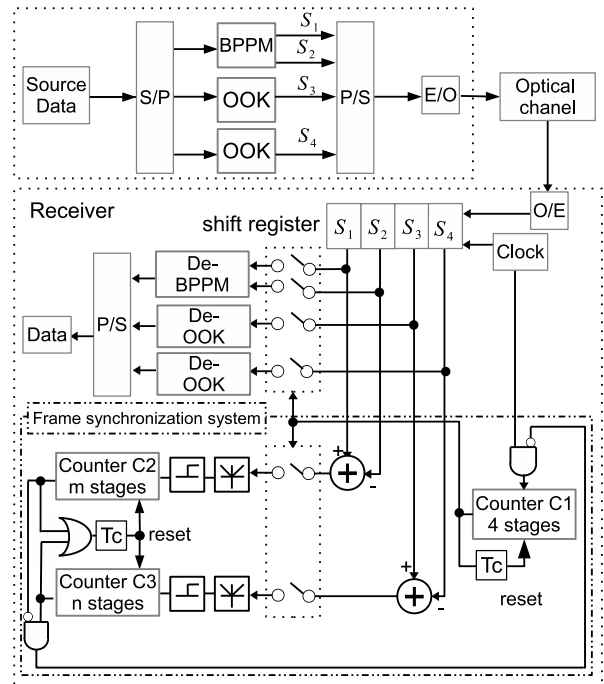 Source
Data
S/P
BPPM
OOK
OOK
S1
S2
S3
S4
P/S
E/O
Optical
chanel
Receiver
shift register
S1 S2 S3 S4
O/E
Clock
De-
BPPM
De-
OOK
De-
OOK
P/S
Data
Frame synchronization system
Counter C2
m stages
Tc
reset
Counter C3
n stages
+
-
+
-
Counter C1
4 stages
Tc
reset